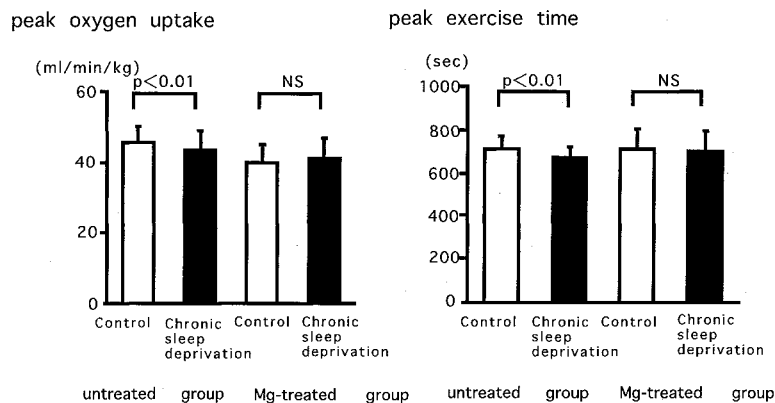 peak oxygen uptake
(ml/min/kg)
p<0.01
NS
60
40
20
0
Control
Chronic
sleep
deprivation
Control
Chronic
sleep
deprivation
untreated group
Mg-treated group
peak exercise time
(sec)
p<0.01
NS
1000
800
600
400
200
0
Control
Chronic
sleep
deprivation
Control
Chronic
sleep
deprivation
untreated group
Mg-treated group